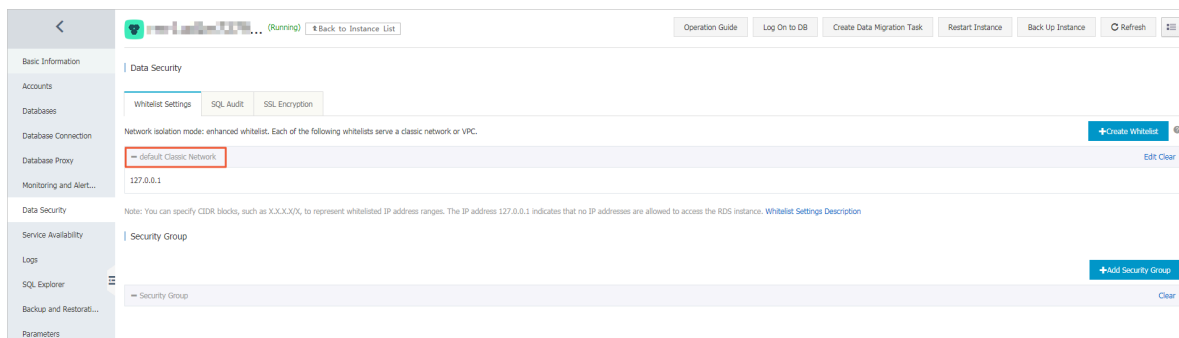 ... (Running) Back to Instance List Operation Guide Log On to DB Create Data Migration Task Restart Instance Back Up Instance Refresh
Basic Information
Accounts
Databases
Database Connection
Database Proxy
Monitoring and Alert...
Data Security
Service Availability
Logs
SQL Explorer
Backup and Restorati...
Parameters
Data Security
Whitelist Settings SQL Audit SSL Encryption
Network isolation mode: enhanced whitelist. Each of the following whitelists serve a classic network or VPC. +Create Whitelist
default Classic Network Edit Clear
127.0.0.1
Note: You can specify CIDR blocks, such as X.X.X.X/X, to represent whitelisted IP address ranges. The IP address 127.0.0.1 indicates that no IP addresses are allowed to access the RDS instance. Whitelist Settings Description
Security Group
+Add Security Group
Security Group Clear